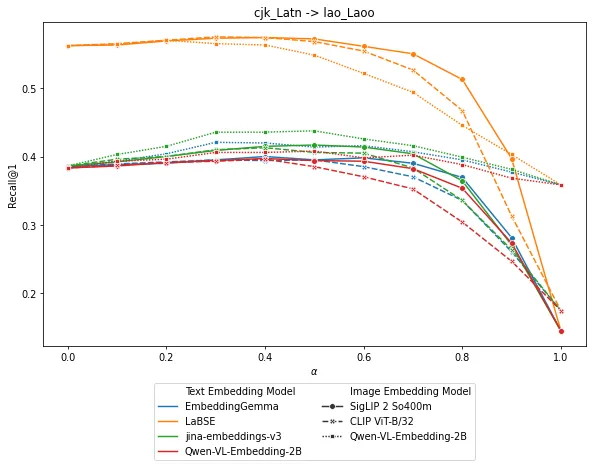 cjk_Latn -> lao_Laoo
Recall@1
0.5
0.4
0.3
0.2
0.0
0.2
0.4
0.6
0.8
1.0
α
Text Embedding Model
EmbeddingGemma
LaBSE
jina-embeddings-v3
Qwen-VL-Embedding-2B
Image Embedding Model
SigLIP 2 So400m
CLIP ViT-B/32
Qwen-VL-Embedding-2B